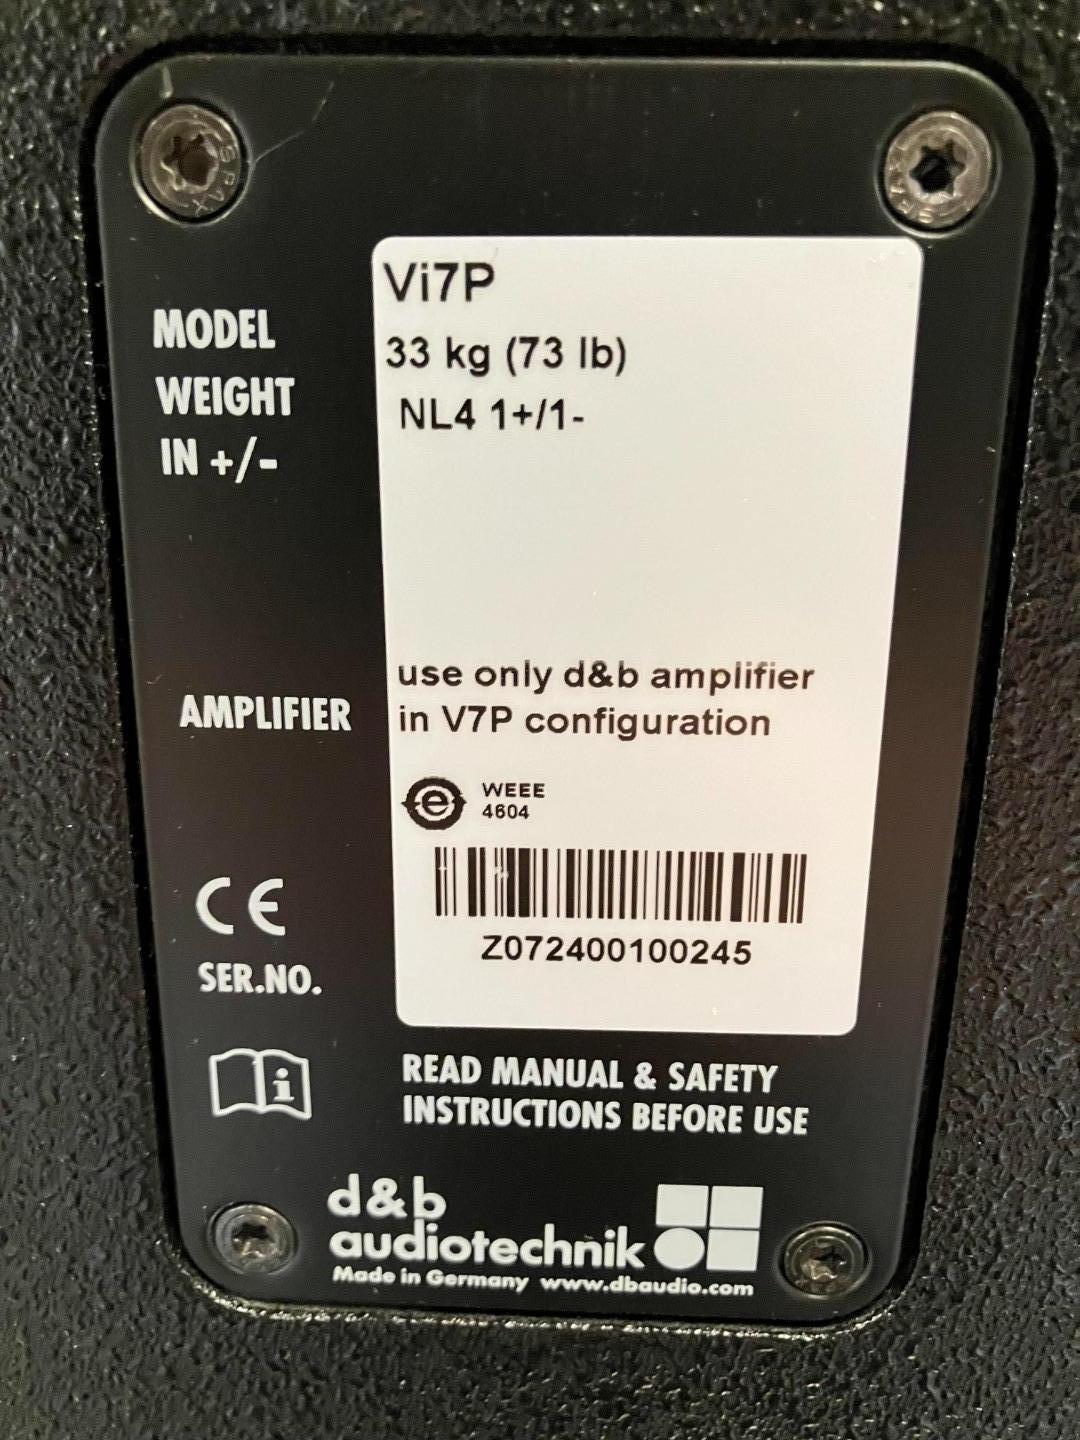 MODEL Vi7P
WEIGHT 33 kg (73 lb)
IN +/- NL4 1+/1-
AMPLIFIER use only d&b amplifier
in V7P configuration
WEEE
4604
CE
SER.NO. Z072400100245
READ MANUAL & SAFETY
INSTRUCTIONS BEFORE USE
d&b
audiotechnik
Made in Germany www.dbaudio.com